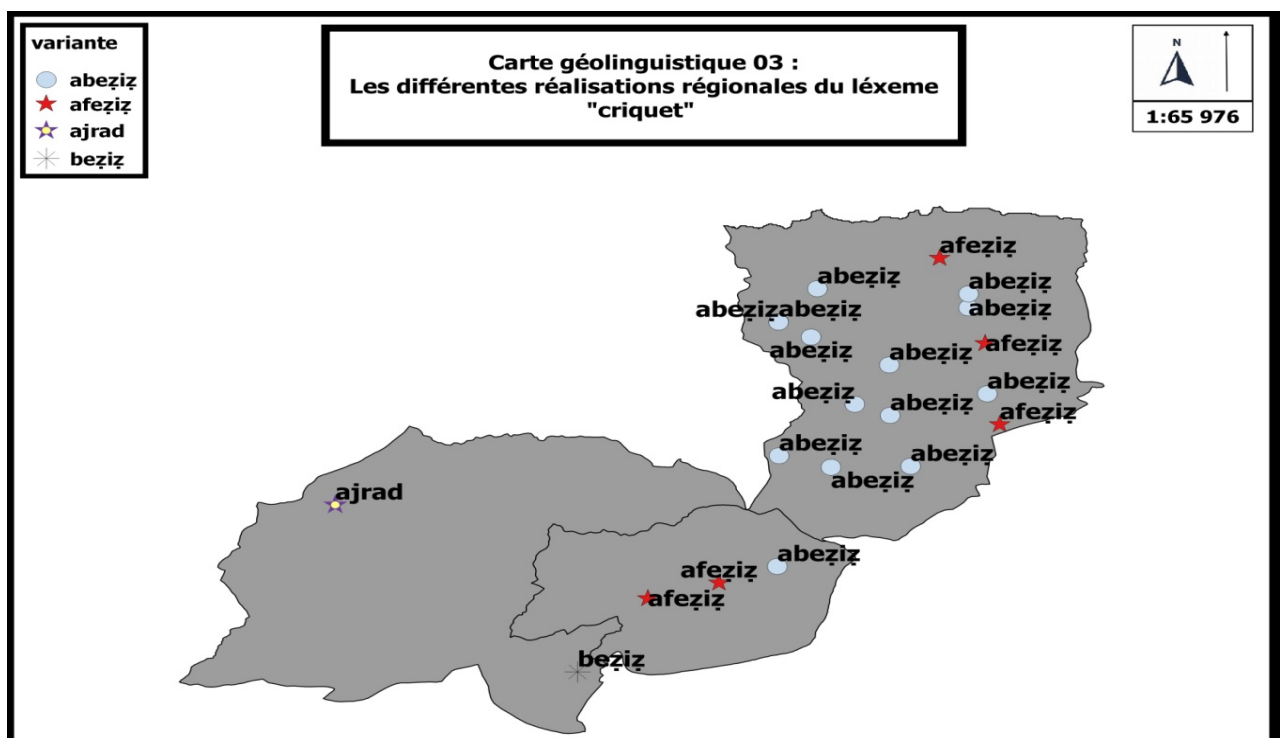 variante
abeẓiẓ
afeẓiẓ
ajrad
beẓiẓ
Carte géolinguistique 03 :
Les différentes réalisations régionales du léxeme
"criquet"
N
1:65 976
afeẓiẓ
abeẓiẓ
abeẓiẓ
abeẓiẓabeẓiẓ
abeẓiẓ
afeẓiẓ
abeẓiẓ
abeẓiẓ
abeẓiẓ
abeẓiẓ
abeẓiẓ
afeẓiẓ
abeẓiẓ
abeẓiẓ
abeẓiẓ
ajrad
abeẓiẓ
afeẓiẓ
afeẓiẓ
beẓiẓ